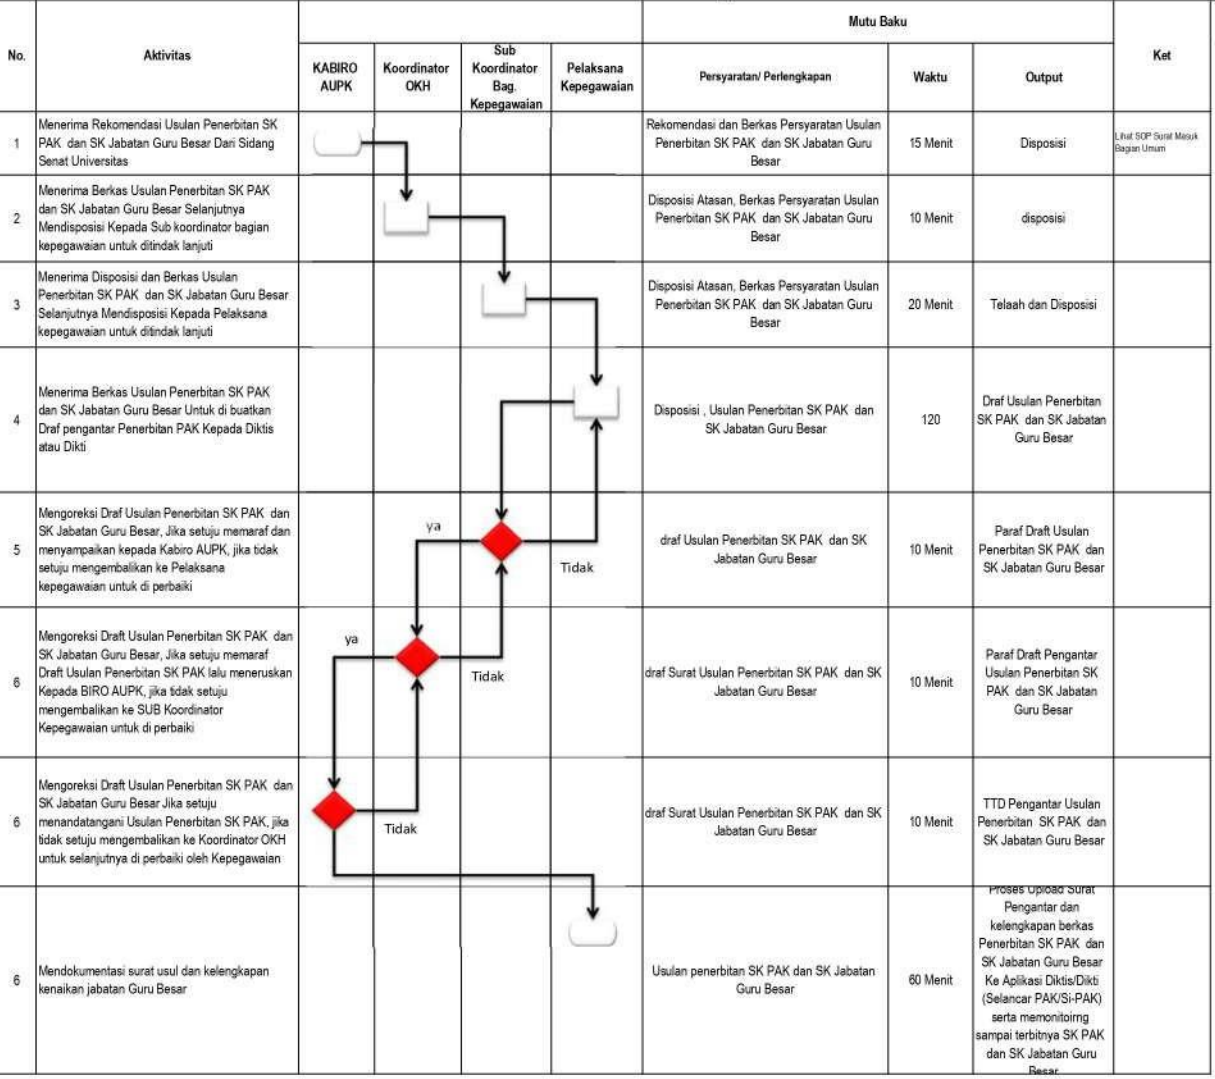 Mutu Baku
No.
Aktivitas
KABIRO
AUPK
Koordinator
OKH
Sub
Koordinator
Bag.
Kepegawaian
Pelaksana
Kepegawaian
Persyaratan/ Perlengkapan
Waktu
Output
Ket
1
Menerima Rekomendasi Usulan Penerbitan SK
PAK dan SK Jabatan Guru Besar Dari Sidang
Senat Universitas
Rekomendasi dan Berkas Persyaratan Usulan
Penerbitan SK PAK dan SK Jabatan Guru
Besar
15 Menit
Disposisi
Lihat SOP Surat Masuk
Bagian Umum
2
Menerima Berkas Usulan Penerbitan SK PAK
dan SK Jabatan Guru Besar Selanjutnya
Mendisposisi Kepada Sub koordinator bagian
kepegawaian untuk ditindak lanjuti
Disposisi Atasan, Berkas Persyaratan Usulan
Penerbitan SK PAK dan SK Jabatan Guru
Besar
10 Menit
disposisi
3
Menerima Disposisi dan Berkas Usulan
Penerbitan SK PAK dan SK Jabatan Guru Besar
Selanjutnya Mendisposisi Kepada Pelaksana
kepegawaian untuk ditindak lanjuti
Disposisi Atasan, Berkas Persyaratan Usulan
Penerbitan SK PAK dan SK Jabatan Guru
Besar
20 Menit
Telaah dan Disposisi
4
Menerima Berkas Usulan Penerbitan SK PAK
dan SK Jabatan Guru Besar Untuk di buatkan
Draf pengantar Penerbitan PAK Kepada Diktis
atau Dikti
Disposisi , Usulan Penerbitan SK PAK dan
SK Jabatan Guru Besar
120
Draf Usulan Penerbitan
SK PAK dan SK Jabatan
Guru Besar
5
Mengoreksi Draf Usulan Penerbitan SK PAK dan
SK Jabatan Guru Besar, Jika setuju memaraf dan
menyampaikan kepada Kabiro AUPK, jika tidak
setuju mengembalikan ke Pelaksana
kepegawaian untuk di perbaiki
ya
Tidak
draf Usulan Penerbitan SK PAK dan SK
Jabatan Guru Besar
10 Menit
Paraf Draft Usulan
Penerbitan SK PAK dan
SK Jabatan Guru Besar
6
Mengoreksi Draft Usulan Penerbitan SK PAK dan
SK Jabatan Guru Besar, Jika setuju memaraf
Draft Usulan Penerbitan SK PAK lalu meneruskan
Kepada BIRO AUPK, jika tidak setuju
mengembalikan ke SUB Koordinator
Kepegawaian untuk di perbaiki
ya
Tidak
draf Surat Usulan Penerbitan SK PAK dan SK
Jabatan Guru Besar
10 Menit
Paraf Draft Pengantar
Usulan Penerbitan SK
PAK dan SK Jabatan
Guru Besar
6
Mengoreksi Draft Usulan Penerbitan SK PAK dan
SK Jabatan Guru Besar Jika setuju
menandatangani Usulan Penerbitan SK PAK, jika
tidak setuju mengembalikan ke Koordinator OKH
untuk selanjutnya di perbaiki oleh Kepegawaian
Tidak
draf Surat Usulan Penerbitan SK PAK dan SK
Jabatan Guru Besar
10 Menit
TTD Pengantar Usulan
Penerbitan SK PAK dan
SK Jabatan Guru Besar
6
Mendokumentasi surat usul dan kelengkapan
kenaikan jabatan Guru Besar
Usulan penerbitan SK PAK dan SK Jabatan
Guru Besar
60 Menit
Proses Upload Surat
Pengantar dan
kelengkapan berkas
Penerbitan SK PAK dan
SK Jabatan Guru Besar
Ke Aplikasi Diktis/Dikti
(Selancar PAK/Si-PAK)
serta memonitoirng
sampai terbitnya SK PAK
dan SK Jabatan Guru
Besar